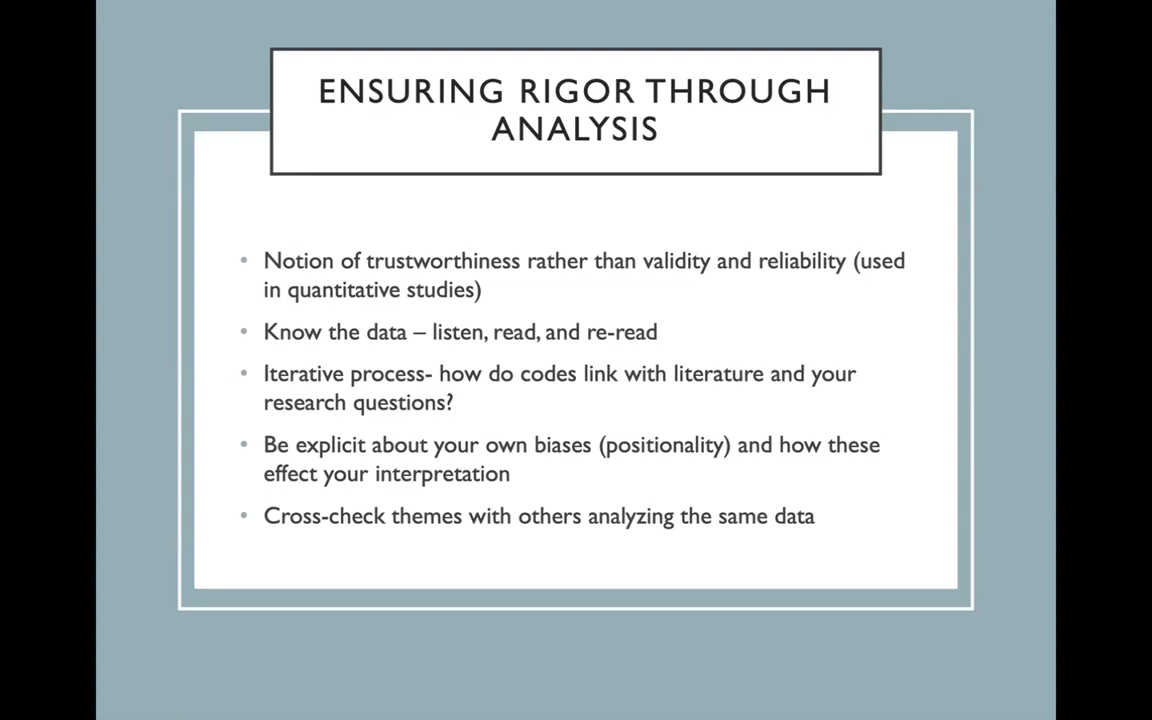 ENSURING RIGOR THROUGH
ANALYSIS
• Notion of trustworthiness rather than validity and reliability (used
in quantitative studies)
• Know the data – listen, read, and re-read
• Iterative process- how do codes link with literature and your
research questions?
• Be explicit about your own biases (positionality) and how these
effect your interpretation
• Cross-check themes with others analyzing the same data